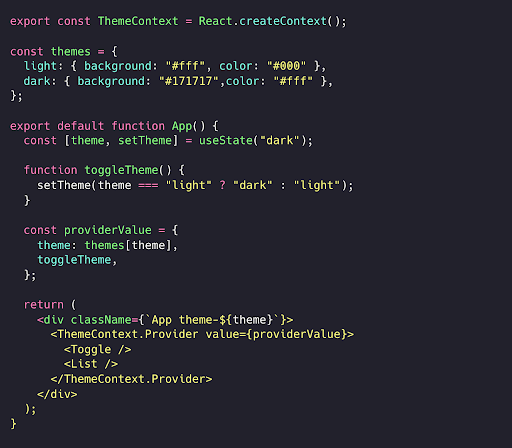 export const ThemeContext = React.createContext();
const themes = {
  light: { background: "#fff", color: "#000" },
  dark: { background: "#171717",color: "#fff" },
};
export default function App() {
  const [theme, setTheme] = useState("dark");
  function toggleTheme() {
    setTheme(theme === "light" ? "dark" : "light");
  }
  const providerValue = {
    theme: themes[theme],
    toggleTheme,
  };
  return (
    <div className={`App theme-${theme}`}>
      <ThemeContext.Provider value={providerValue}>
        <Toggle />
        <List />
      </ThemeContext.Provider>
    </div>
  );
}